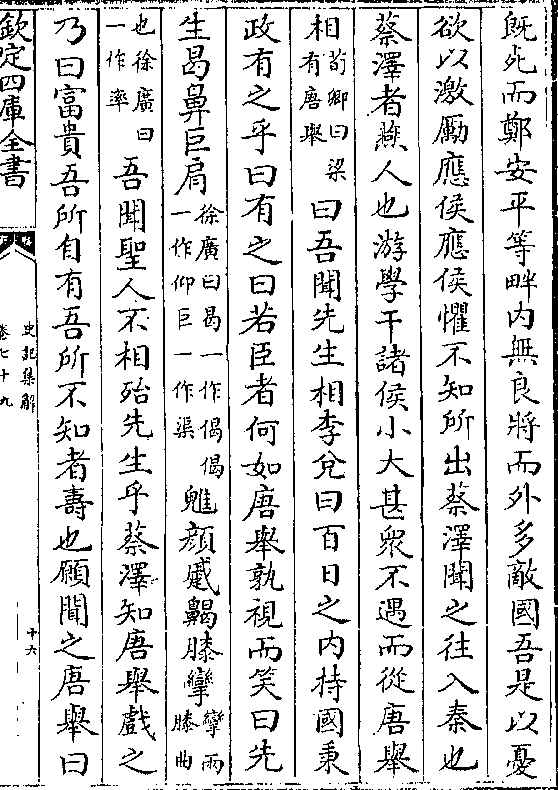 既死而鄭安平等畔内無良將而外多敵國吾是以憂
欲以激勵應侯應侯懼不知所出蔡澤聞之往入秦也
蔡澤者燕人也游學干諸侯小大甚衆不遇而從唐舉
相荀卿曰梁有唐舉曰吾聞先生相李兌曰百日之内持國秉
政有之乎曰有之曰若臣者何如唐舉孰視而笑曰先
生曷鼻巨肩徐廣曰曷一作偈偈一作仰巨一作渠魋顔蹙齃膝攣攣兩膝曲
也徐廣曰一作率吾聞聖人不相殆先生乎蔡澤知唐舉戲之
乃曰富貴吾所自有吾所不知者壽也願聞之唐舉曰
欽定四庫全書
史記集解
卷七十九
十六